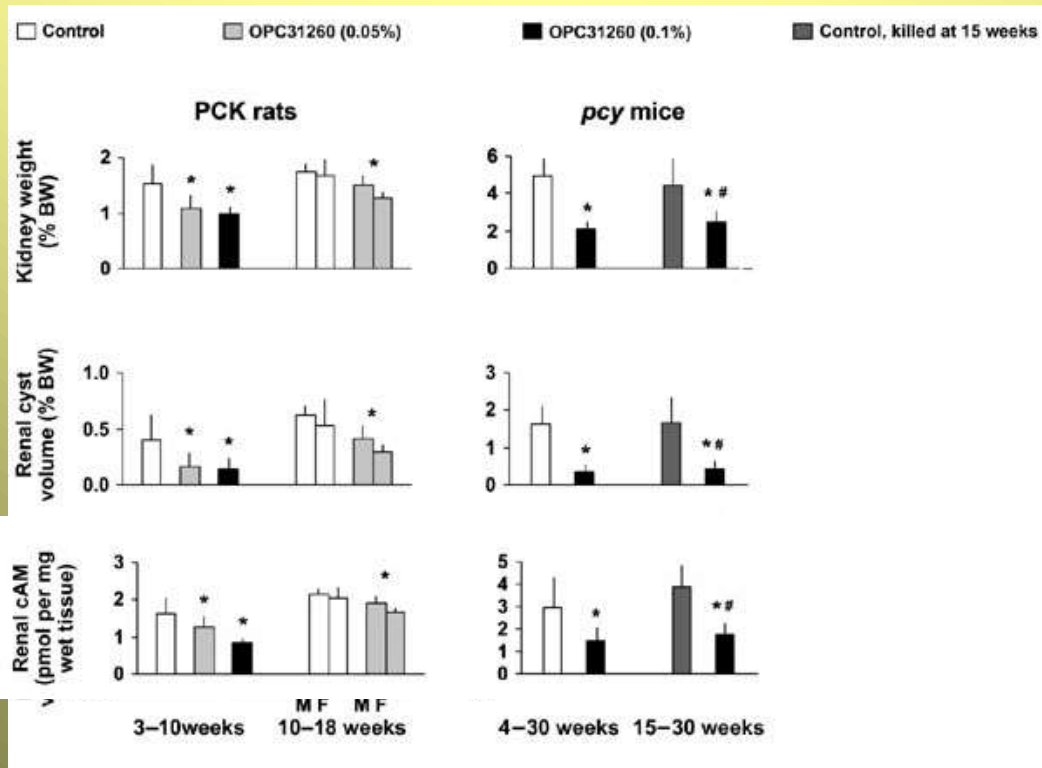 Control
OPC31260 (0.05%)
OPC31260 (0.1%)
Control, killed at 15 weeks
PCK rats
pcy mice
Kidney weight
(% BW)
2
1
0
*
*
*
6
4
2
0
*
* #
Renal cyst
volume (% BW)
1.0
0.5
0.0
*
*
*
3
2
1
0
*
*#
Renal cAM
(pmol per mg
wet tissue)
3
2
1
0
*
*
*
5
4
3
2
1
0
*
*#
M F
M F
3–10weeks
10–18 weeks
4–30 weeks
15–30 weeks